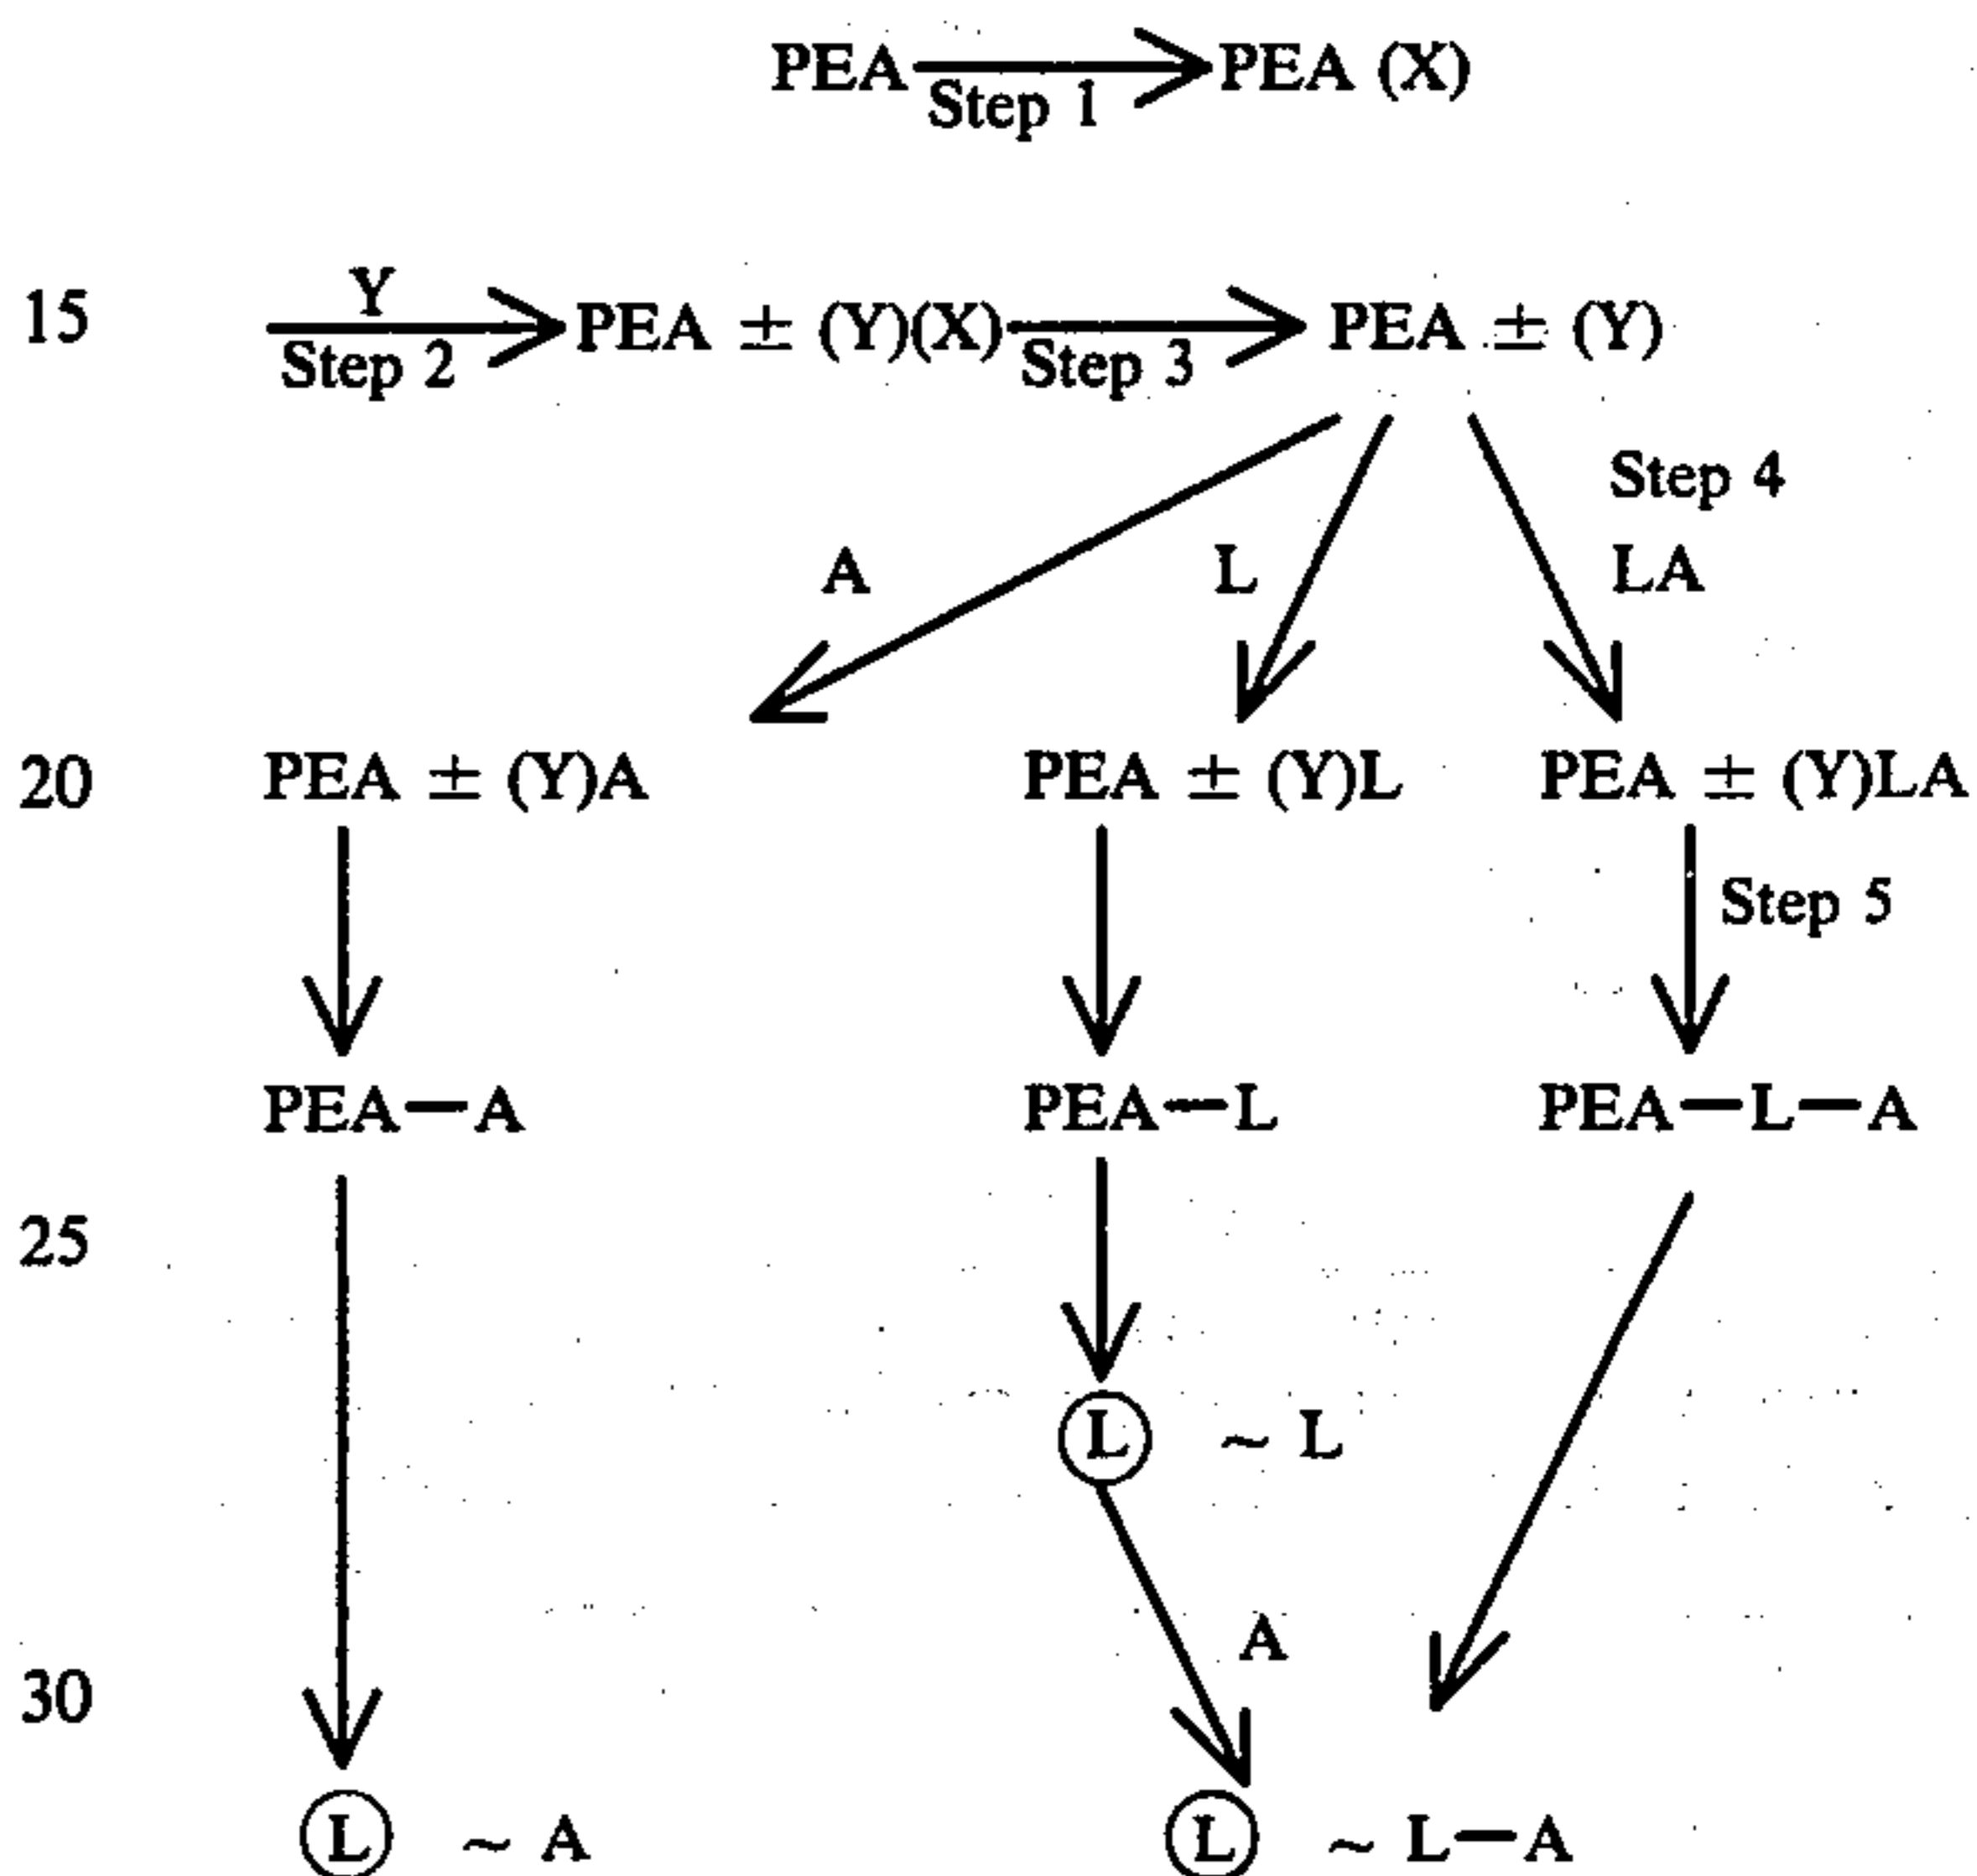 PEA PEA (X)
Step 1
Y
15 PEA ± (Y)(X) PEA ± (Y)
Step 2 Step 3
Step 4
A L LA
20 PEA ± (Y)A PEA ± (Y)L PEA ± (Y)LA
Step 5
PEA—A PEA—L PEA—L—A
25
L ~ L
A
30
L ~ A L ~ L—A